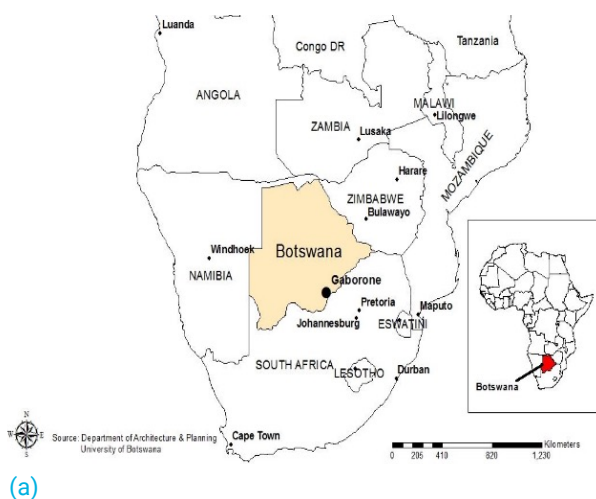 Luanda
Congo DR
Tanzania
ANGOLA
MALAWI
Lilongwe
ZAMBIA
Lusaka
MOZAMBIQUE
Harare
ZIMBABWE
Bulawayo
Windhoek
Botswana
NAMIBIA
Gaborone
Pretoria
Maputo
Johannesburg
ESWATINI
SOUTH AFRICA
LESOTHO
Durban
Botswana
N
W
E
S
Source: Department of Architecture & Planning
University of Botswana
Cape Town
Kilometers
0 205 410 820 1,230
(a)